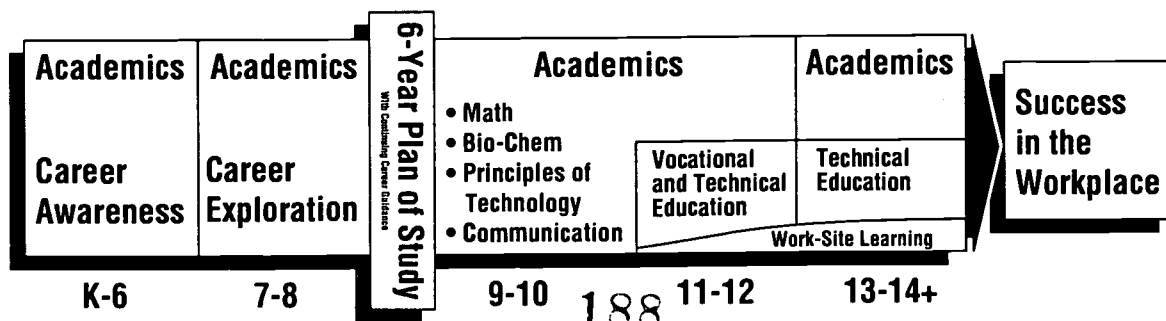 Academics
Career
Awareness
Academics
Career
Exploration
6-Year Plan of Study
With Continuing Career Guidance
Academics
• Math
• Bio-Chem
• Principles of
Technology
• Communication
Vocational
and Technical
Education
Academics
Technical
Education
Work-Site Learning
Success
in the
Workplace
K-6
7-8
9-10
188
11-12
13-14+